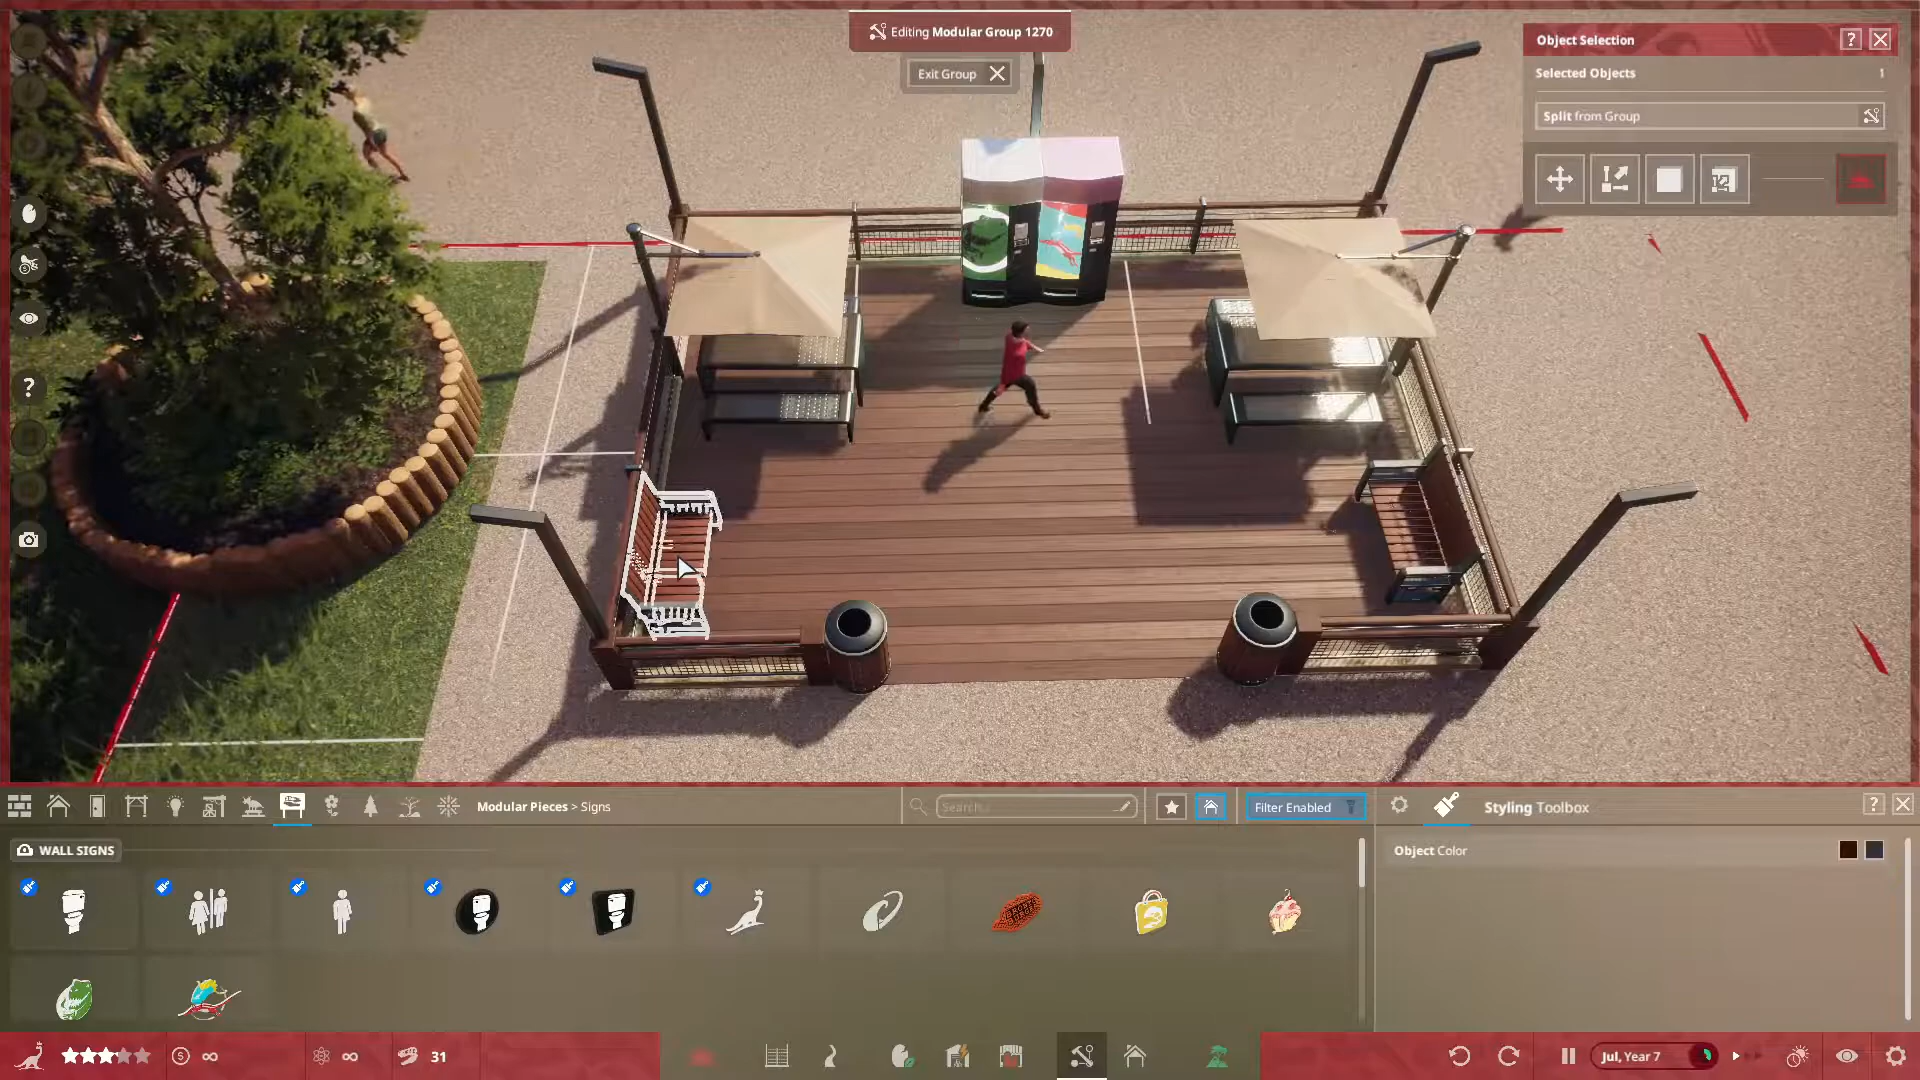 Editing Modular Group 1270
Exit Group
Object Selection
?
Selected Objects
1
Split from Group
?
Modular Pieces > Signs
Search...
Filter Enabled
Styling Toolbox
?
WALL SIGNS
Object Color
∞
∞
31
Jul, Year 7